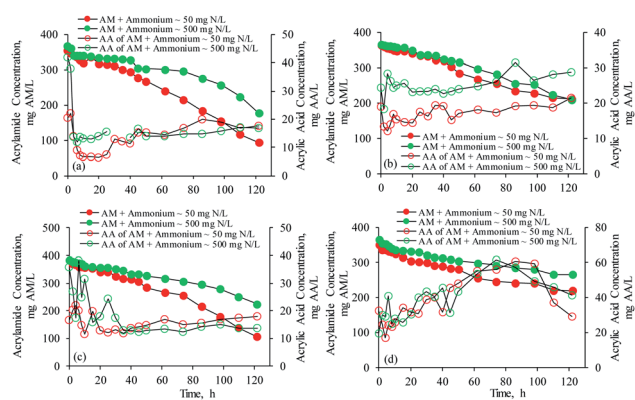 AM + Ammonium ~ 50 mg N/L
AM + Ammonium ~ 500 mg N/L
AA of AM + Ammonium ~ 50 mg N/L
AA of AM + Ammonium ~ 500 mg N/L
Acrylamide Concentration,
mg AM/L
400
300
200
100
0
Acrylic Acid Concentration,
mg AA/L
50
40
30
20
10
0
0 20 40 60 80 100 120 140
(a)
Acrylamide Concentration,
mg AM/L
400
300
200
100
0
Acrylic Acid Concentration,
mg AA/L
40
30
20
10
0
0 20 40 60 80 100 120 140
AM + Ammonium ~ 50 mg N/L
AM + Ammonium ~ 500 mg N/L
AA of AM + Ammonium ~ 50 mg N/L
AA of AM + Ammonium ~ 500 mg N/L
(b)
AM + Ammonium ~ 50 mg N/L
AM + Ammonium ~ 500 mg N/L
AA of AM + Ammonium ~ 50 mg N/L
AA of AM + Ammonium ~ 500 mg N/L
Acrylamide Concentration,
mg AM/L
500
400
300
200
100
0
Acrylic Acid Concentration,
mg AA/L
50
40
30
20
10
0
(c)
0 20 40 60 80 100 120 140
Time, h
AM + Ammonium ~ 50 mg N/L
AM + Ammonium ~ 500 mg N/L
AA of AM + Ammonium ~ 50 mg N/L
AA of AM + Ammonium ~ 500 mg N/L
Acrylamide Concentration,
mg AM/L
400
300
200
100
0
Acrylic Acid Concentration,
mg AA/L
80
60
40
20
0
(d)
0 20 40 60 80 100 120 140
Time, h